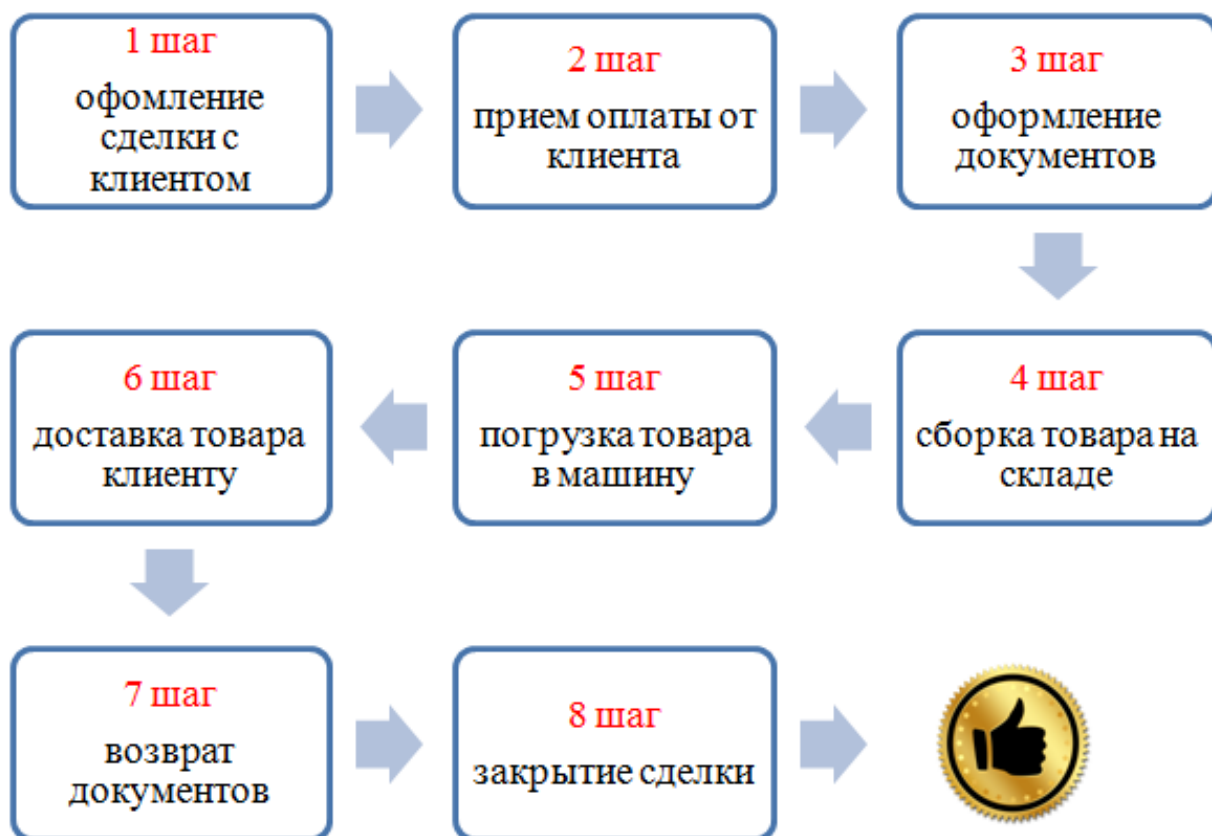 1 шаг
офомление
сделки с
клиентом
2 шаг
прием оплаты от
клиента
3 шаг
оформление
документов
4 шаг
сборка товара на
складе
5 шаг
погрузка товара
в машину
6 шаг
доставка товара
клиенту
7 шаг
возврат
документов
8 шаг
закрытие сделки